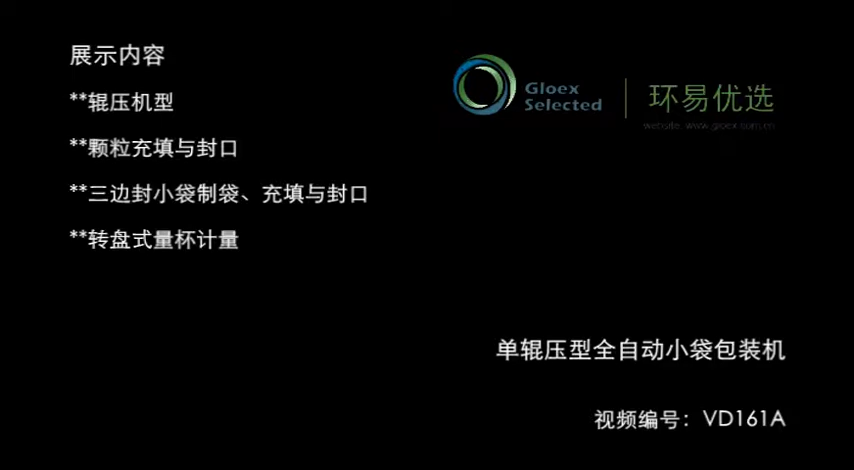 展示内容
**辊压机型
**颗粒充填与封口
**三边封小袋制袋、充填与封口
**转盘式量杯计量
Gloex
Selected
环易优选
单辊压型全自动小袋包装机
视频编号：VD161A